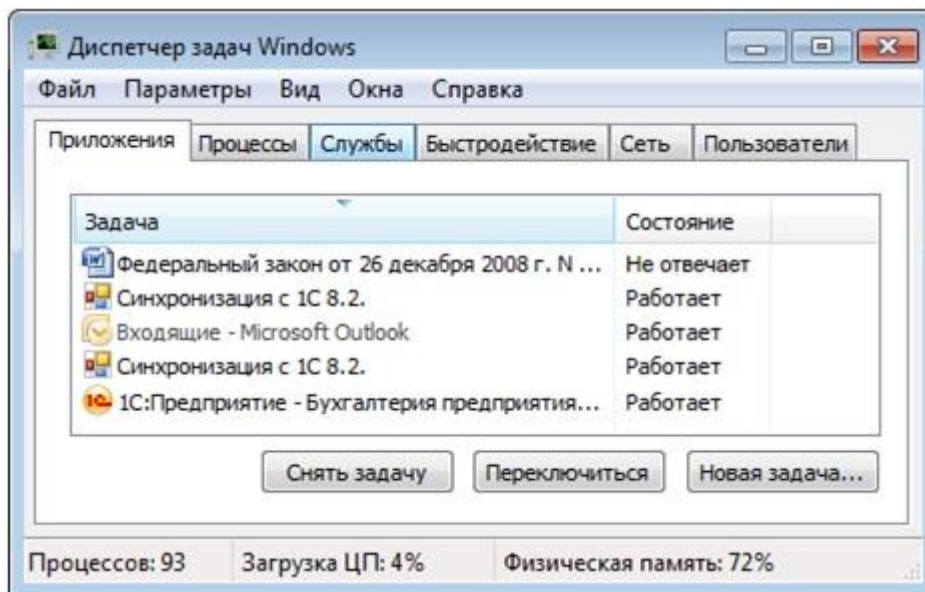 Диспетчер задач Windows
Файл Параметры Вид Окна Справка
Приложения Процессы Службы Быстродействие Сеть Пользователи
Задача Состояние
Федеральный закон от 26 декабря 2008 г. N ... Не отвечает
Синхронизация с 1С 8.2. Работает
Входящие - Microsoft Outlook Работает
Синхронизация с 1С 8.2. Работает
1С:Предприятие - Бухгалтерия предприятия... Работает
Снять задачу Переключиться Новая задача...
Процессов: 93 Загрузка ЦП: 4% Физическая память: 72%